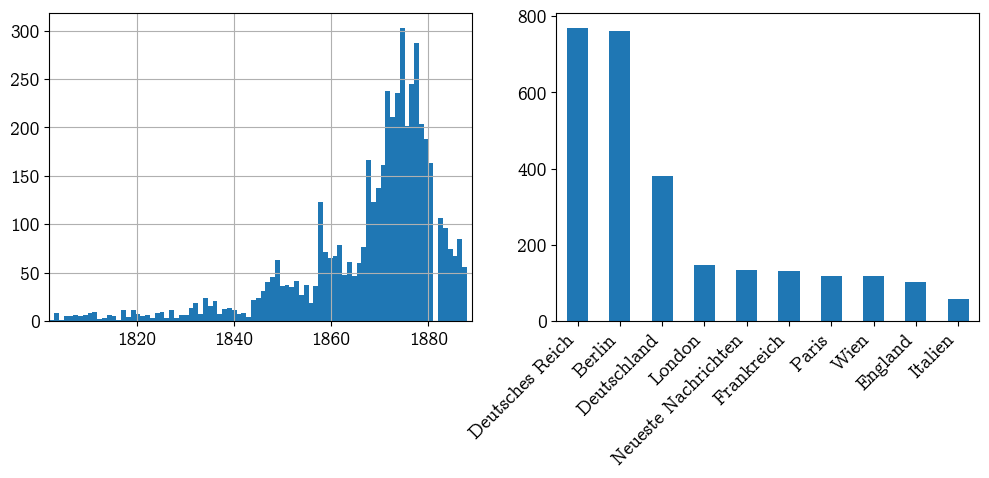 300
250
200
150
100
50
0
1820 1840 1860 1880
800
600
400
200
0
Deutsches Reich
Berlin
Deutschland
London
Neueste Nachrichten
Frankreich
Paris
Wien
England
Italien